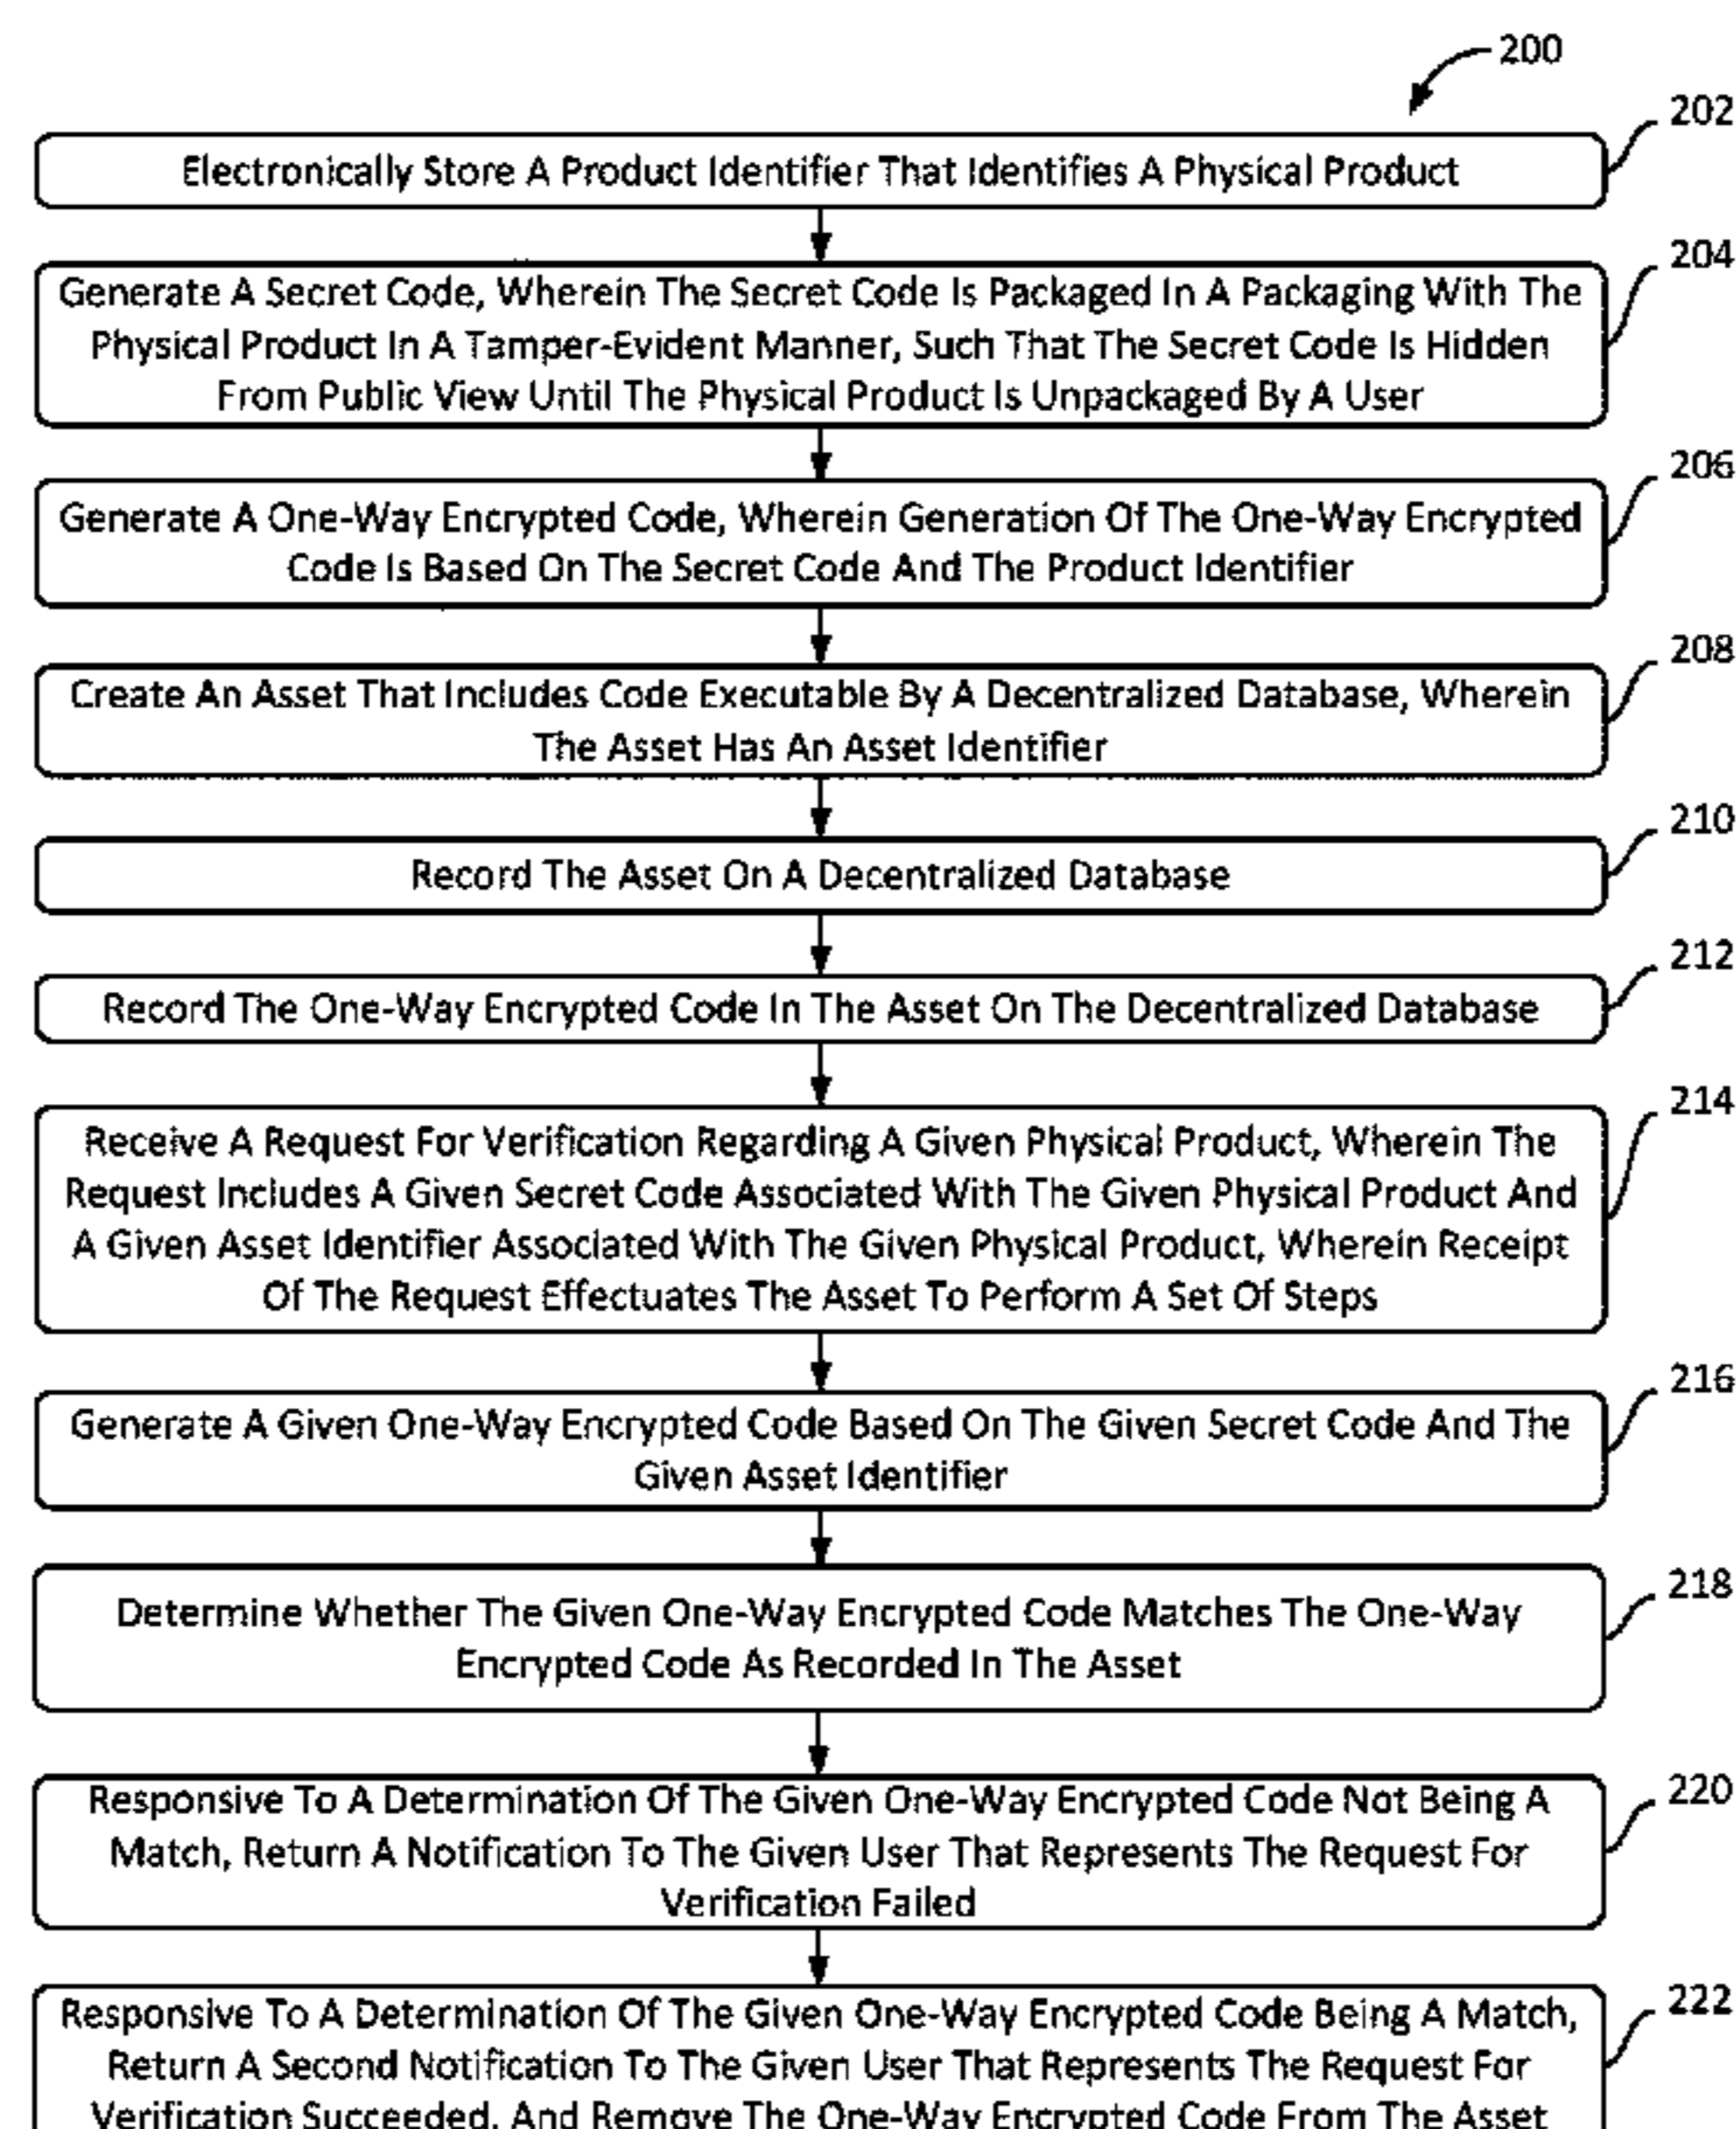 200
202
Electronically Store A Product Identifier That Identifies A Physical Product
204
Generate A Secret Code, Wherein The Secret Code Is Packaged In A Packaging With The
Physical Product In A Tamper-Evident Manner, Such That The Secret Code Is Hidden
From Public View Until The Physical Product Is Unpackaged By A User
206
Generate A One-Way Encrypted Code, Wherein Generation Of The One-Way Encrypted
Code Is Based On The Secret Code And The Product Identifier
208
Create An Asset That Includes Code Executable By A Decentralized Database, Wherein
The Asset Has An Asset Identifier
210
Record The Asset On A Decentralized Database
212
Record The One-Way Encrypted Code In The Asset On The Decentralized Database
214
Receive A Request For Verification Regarding A Given Physical Product, Wherein The
Request Includes A Given Secret Code Associated With The Given Physical Product And
A Given Asset Identifier Associated With The Given Physical Product, Wherein Receipt
Of The Request Effectuates The Asset To Perform A Set Of Steps
216
Generate A Given One-Way Encrypted Code Based On The Given Secret Code And The
Given Asset Identifier
218
Determine Whether The Given One-Way Encrypted Code Matches The One-Way
Encrypted Code As Recorded In The Asset
220
Responsive To A Determination Of The Given One-Way Encrypted Code Not Being A
Match, Return A Notification To The Given User That Represents The Request For
Verification Failed
222
Responsive To A Determination Of The Given One-Way Encrypted Code Being A Match,
Return A Second Notification To The Given User That Represents The Request For
Verification Succeeded, And Remove The One-Way Encrypted Code From The Asset